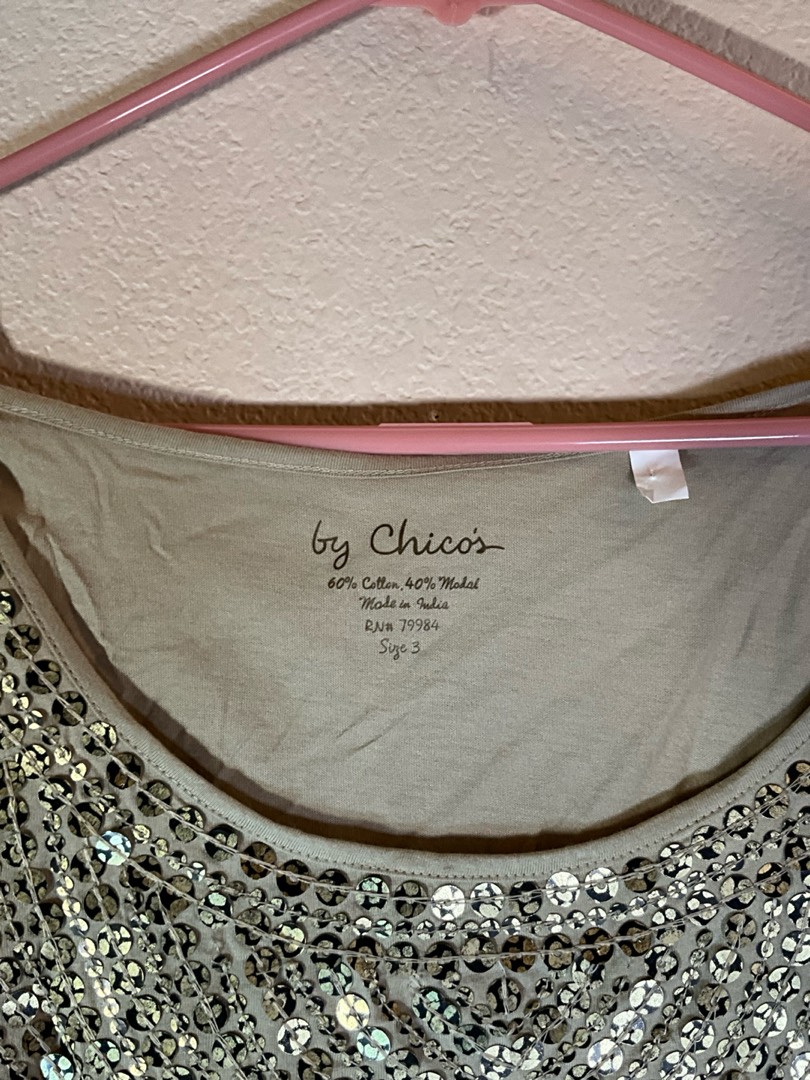 by Chico's
60% Cotton, 40% Modal
Made in India
RN# 79984
Size 3